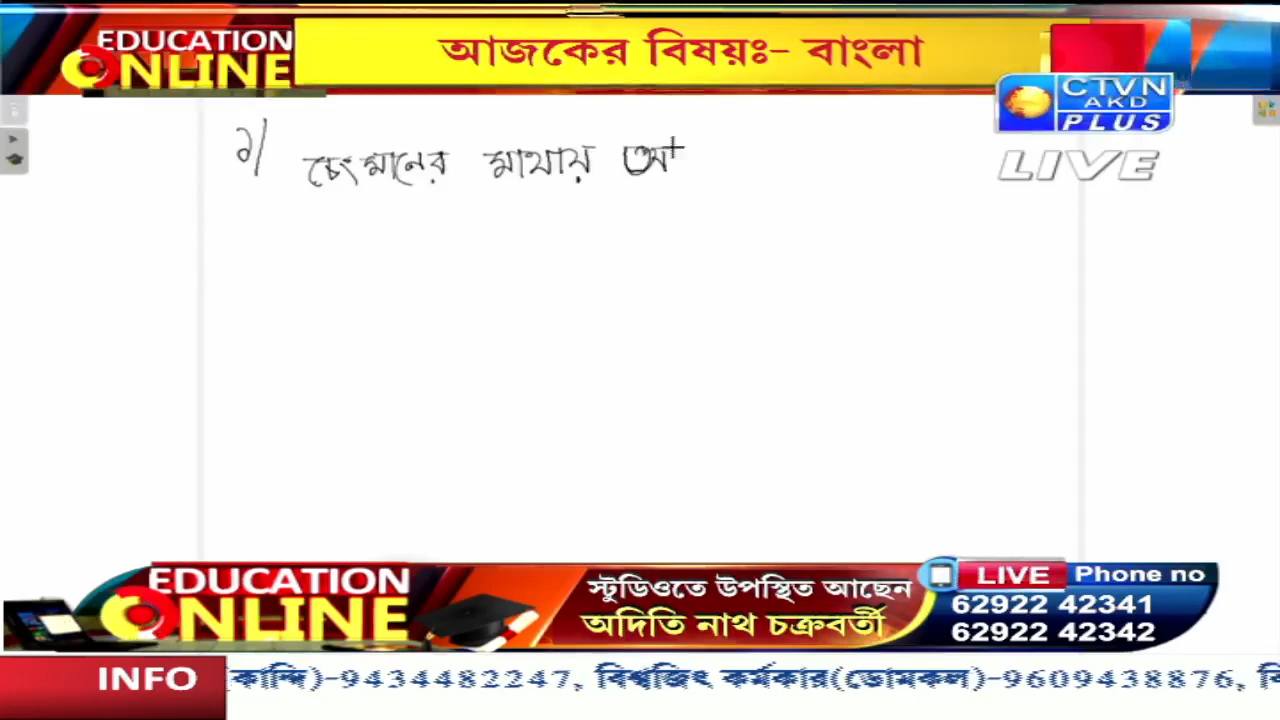 EDUCATION
ONLINE
আজকের বিষয়ঃ- বাংলা
CTVN
AKD
PLUS
LIVE
১/ চেংমানের মাথায় অ
EDUCATION
ONLINE
স্টুডিওতে উপস্থিত আছেন
অদিতি নাথ চক্রবর্তী
LIVE Phone no
62922 42341
62922 42342
INFO (কান্দি)-9434482247, বিশ্বজিৎ কর্মকার(ডোমকল)-9609438876,